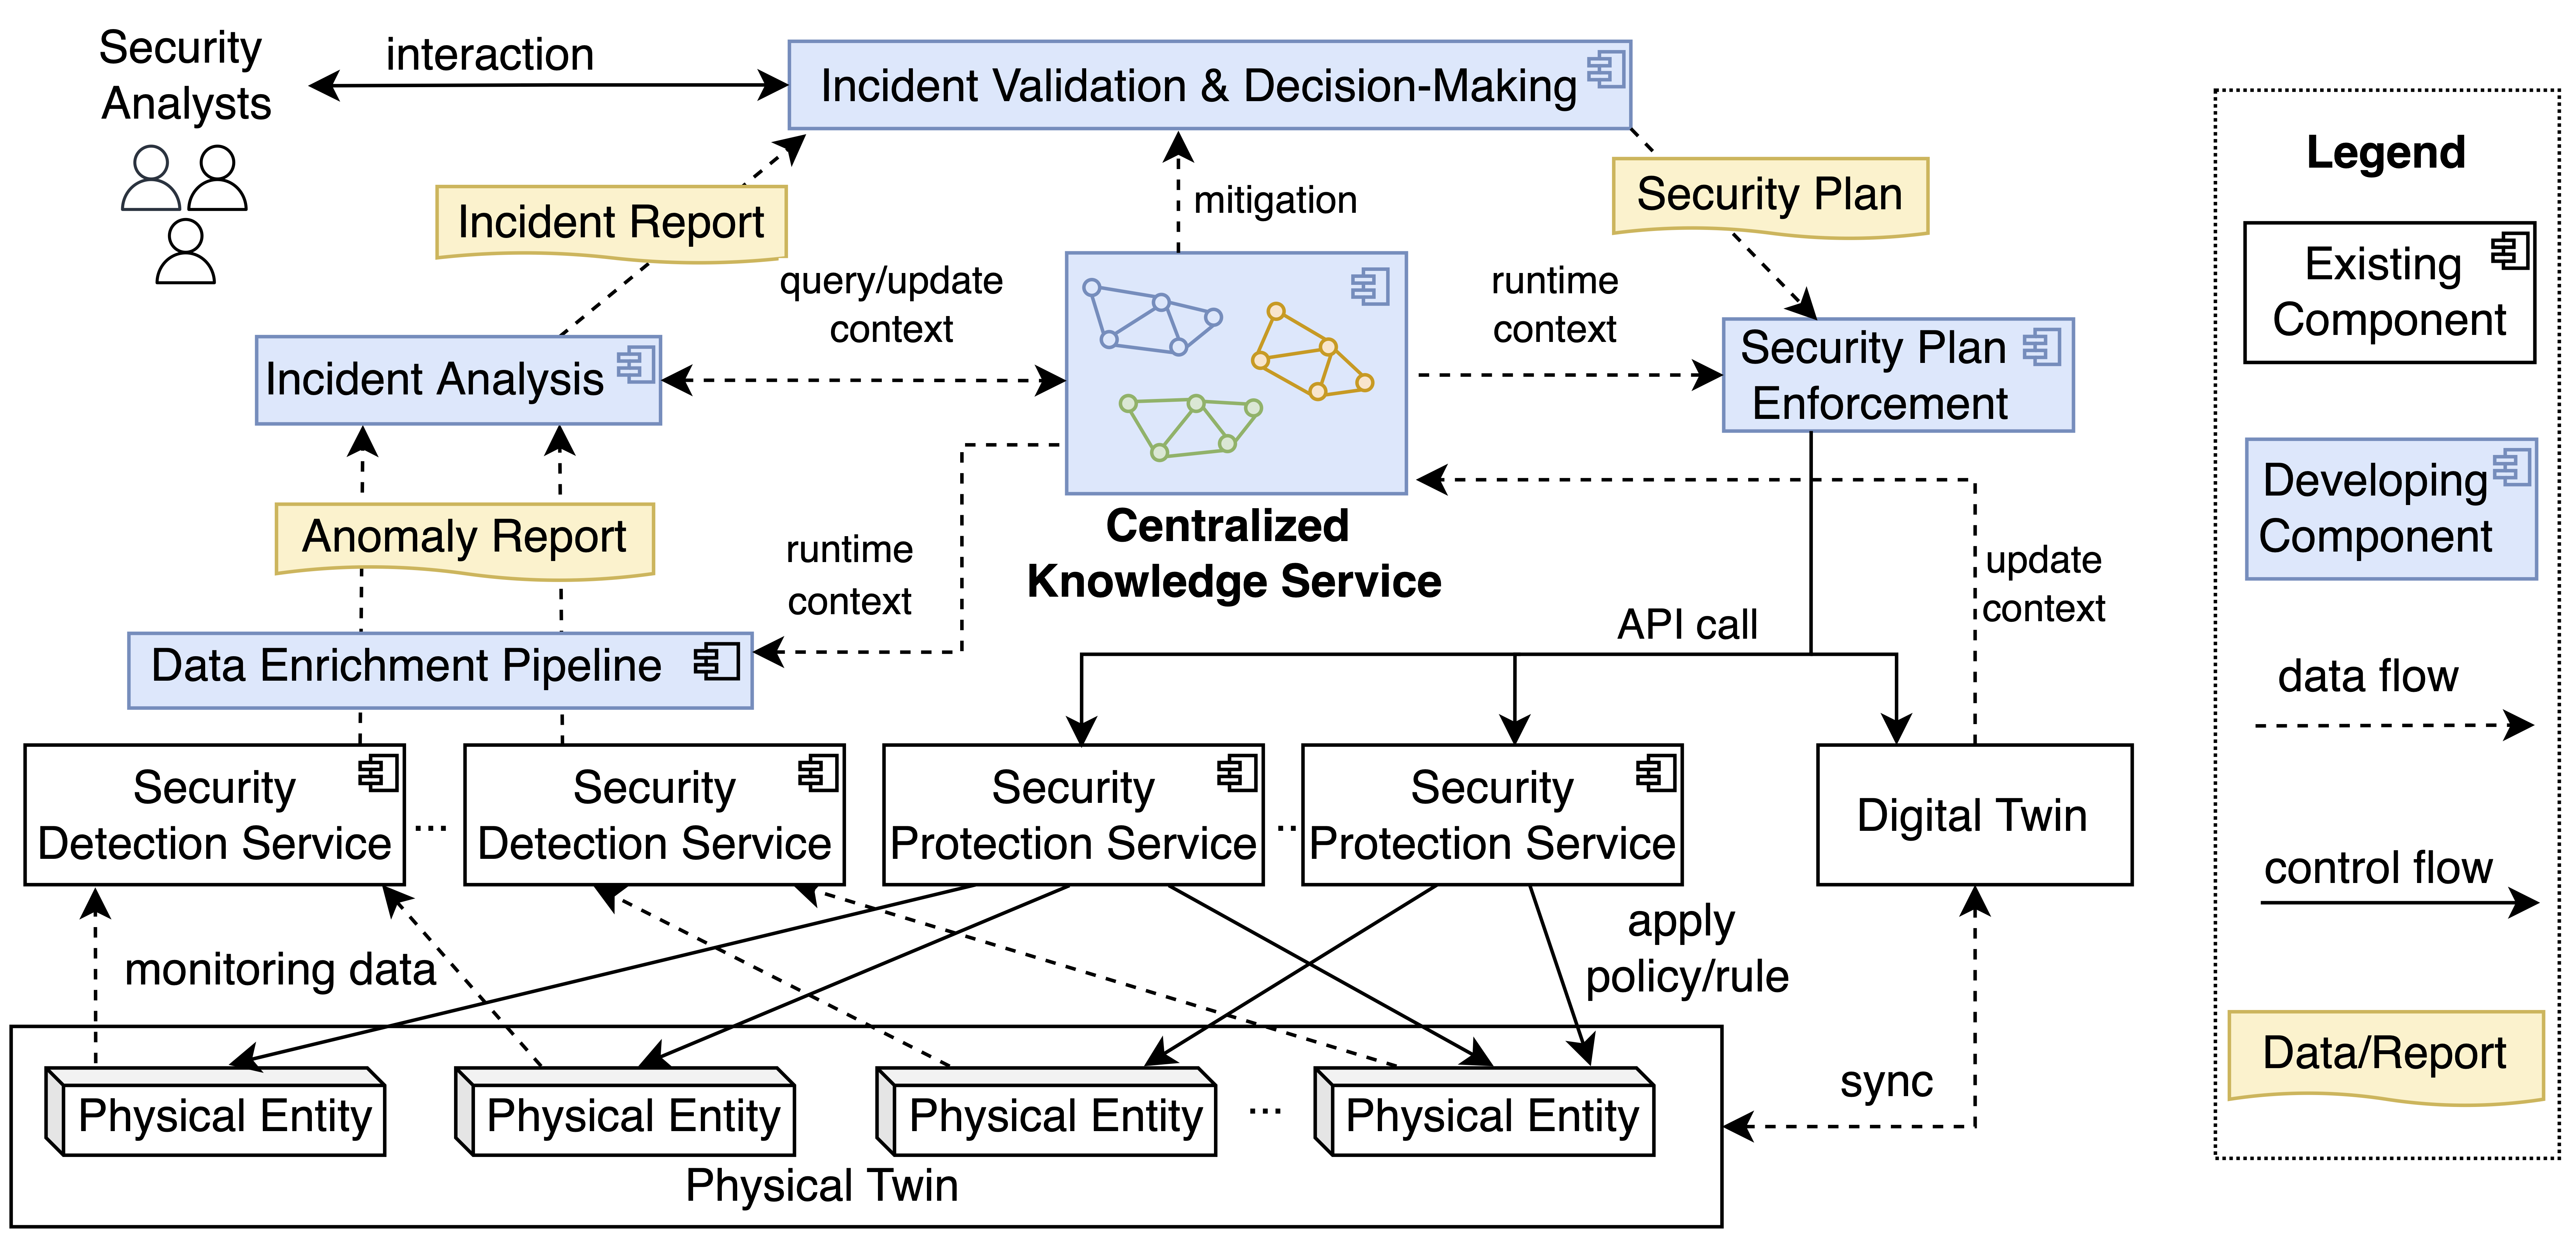 Security
Analysts
interaction
Incident Validation & Decision-Making
Incident Report
mitigation
Security Plan
query/update
context
runtime
context
Incident Analysis
Security Plan
Enforcement
Anomaly Report
Centralized
Knowledge Service
runtime
context
update
context
API call
Data Enrichment Pipeline
Security
Detection Service
...
Security
Detection Service
Security
Protection Service
..
Security
Protection Service
Digital Twin
monitoring data
apply
policy/rule
sync
Physical Entity
Physical Entity
Physical Entity
...
Physical Entity
Physical Twin
Legend
Existing
Component
Developing
Component
data flow
control flow
Data/Report